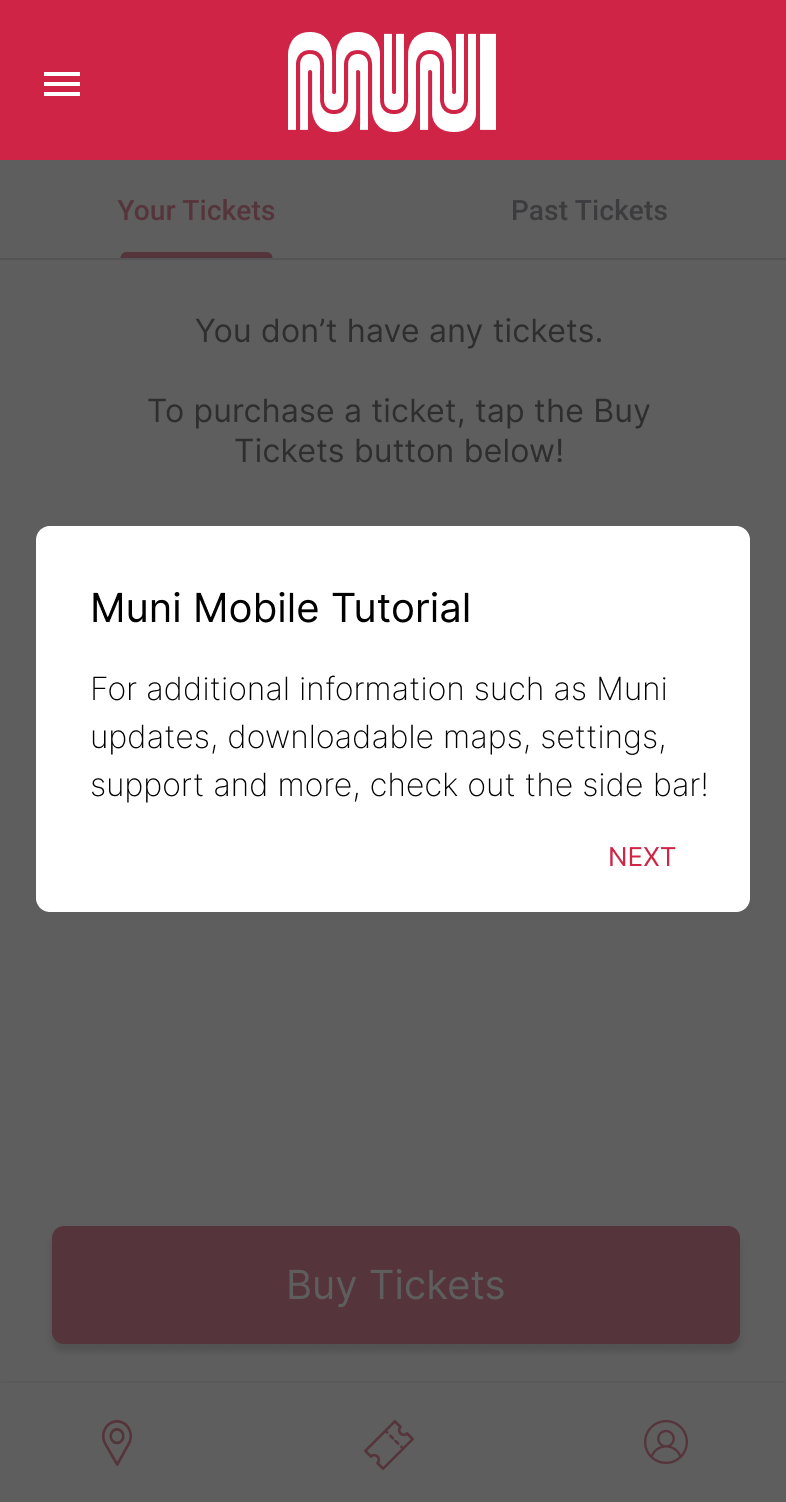 MUNI
Your Tickets
Past Tickets
You don’t have any tickets.
To purchase a ticket, tap the Buy
Tickets button below!
Muni Mobile Tutorial
For additional information such as Muni
updates, downloadable maps, settings,
support and more, check out the side bar!
NEXT
Buy Tickets